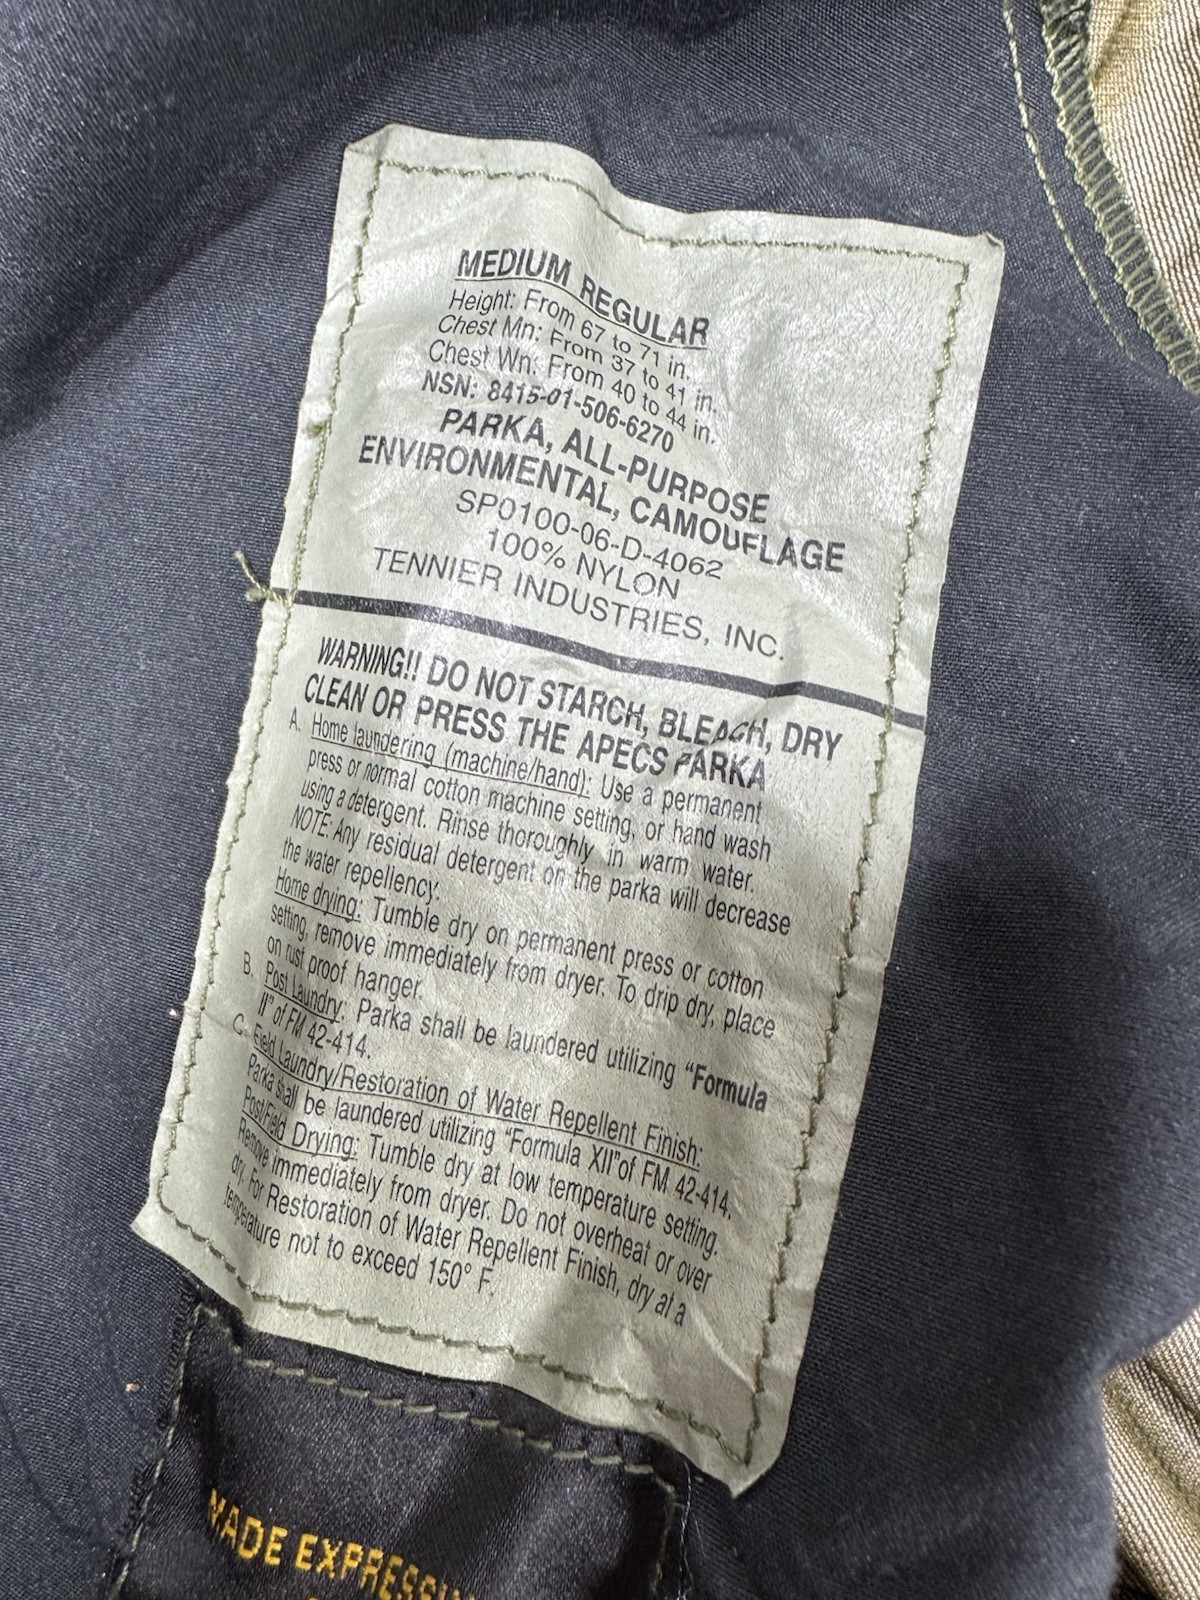 MEDIUM REGULAR
Height: From 67 to 71 in.
Chest Mn: From 37 to 41 in.
Chest Wn: From 40 to 44 in.
NSN: 8415-01-506-6270
PARKA, ALL-PURPOSE
ENVIRONMENTAL, CAMOUFLAGE
SP0100-06-D-4062
100% NYLON
TENNIER INDUSTRIES, INC.
WARNING!! DO NOT STARCH, BLEACH, DRY
CLEAN OR PRESS THE APECS PARKA
A. Home laundering (machine/hand): Use a permanent
press or normal cotton machine setting, or hand wash
using a detergent. Rinse thoroughly in warm water.
NOTE: Any residual detergent on the parka will decrease
the water repellency.
Home drying: Tumble dry on permanent press or cotton
setting, remove immediately from dryer. To drip dry, place
on rust proof hanger.
B. Post Laundry: Parka shall be laundered utilizing "Formula
II" of FM 42-414.
C. Field Laundry/Restoration of Water Repellent Finish:
Parka shall be laundered utilizing "Formula XII"of FM 42-414.
Post/Field Drying: Tumble dry at low temperature setting.
Remove immediately from dryer. Do not overheat or over
dry. For Restoration of Water Repellent Finish, dry at a
temperature not to exceed 150° F.
MADE